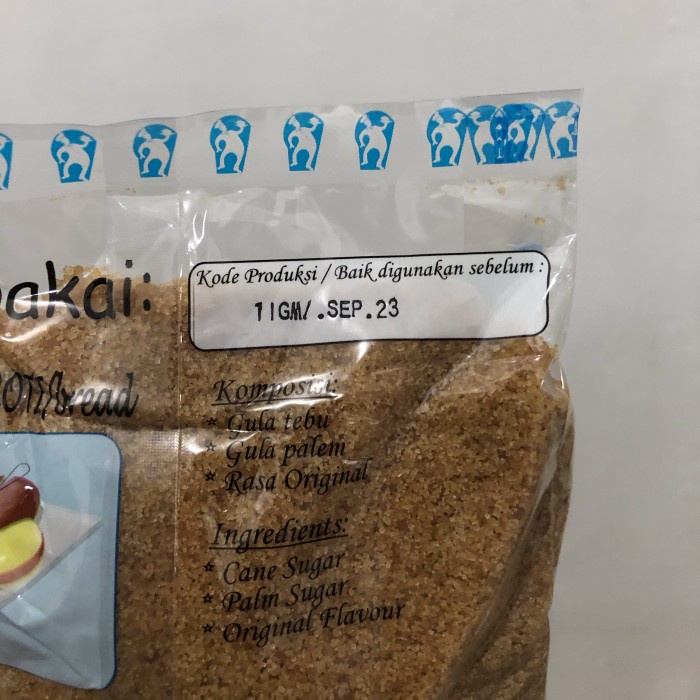 akai:
Kode Produksi / Baik digunakan sebelum :
1IGM/.SEP.23
bread
Komposisi:
* Gula tebu
* Gula palem
* Rasa Original
Ingredients:
* Cane Sugar
* Palm Sugar
* Original Flavour